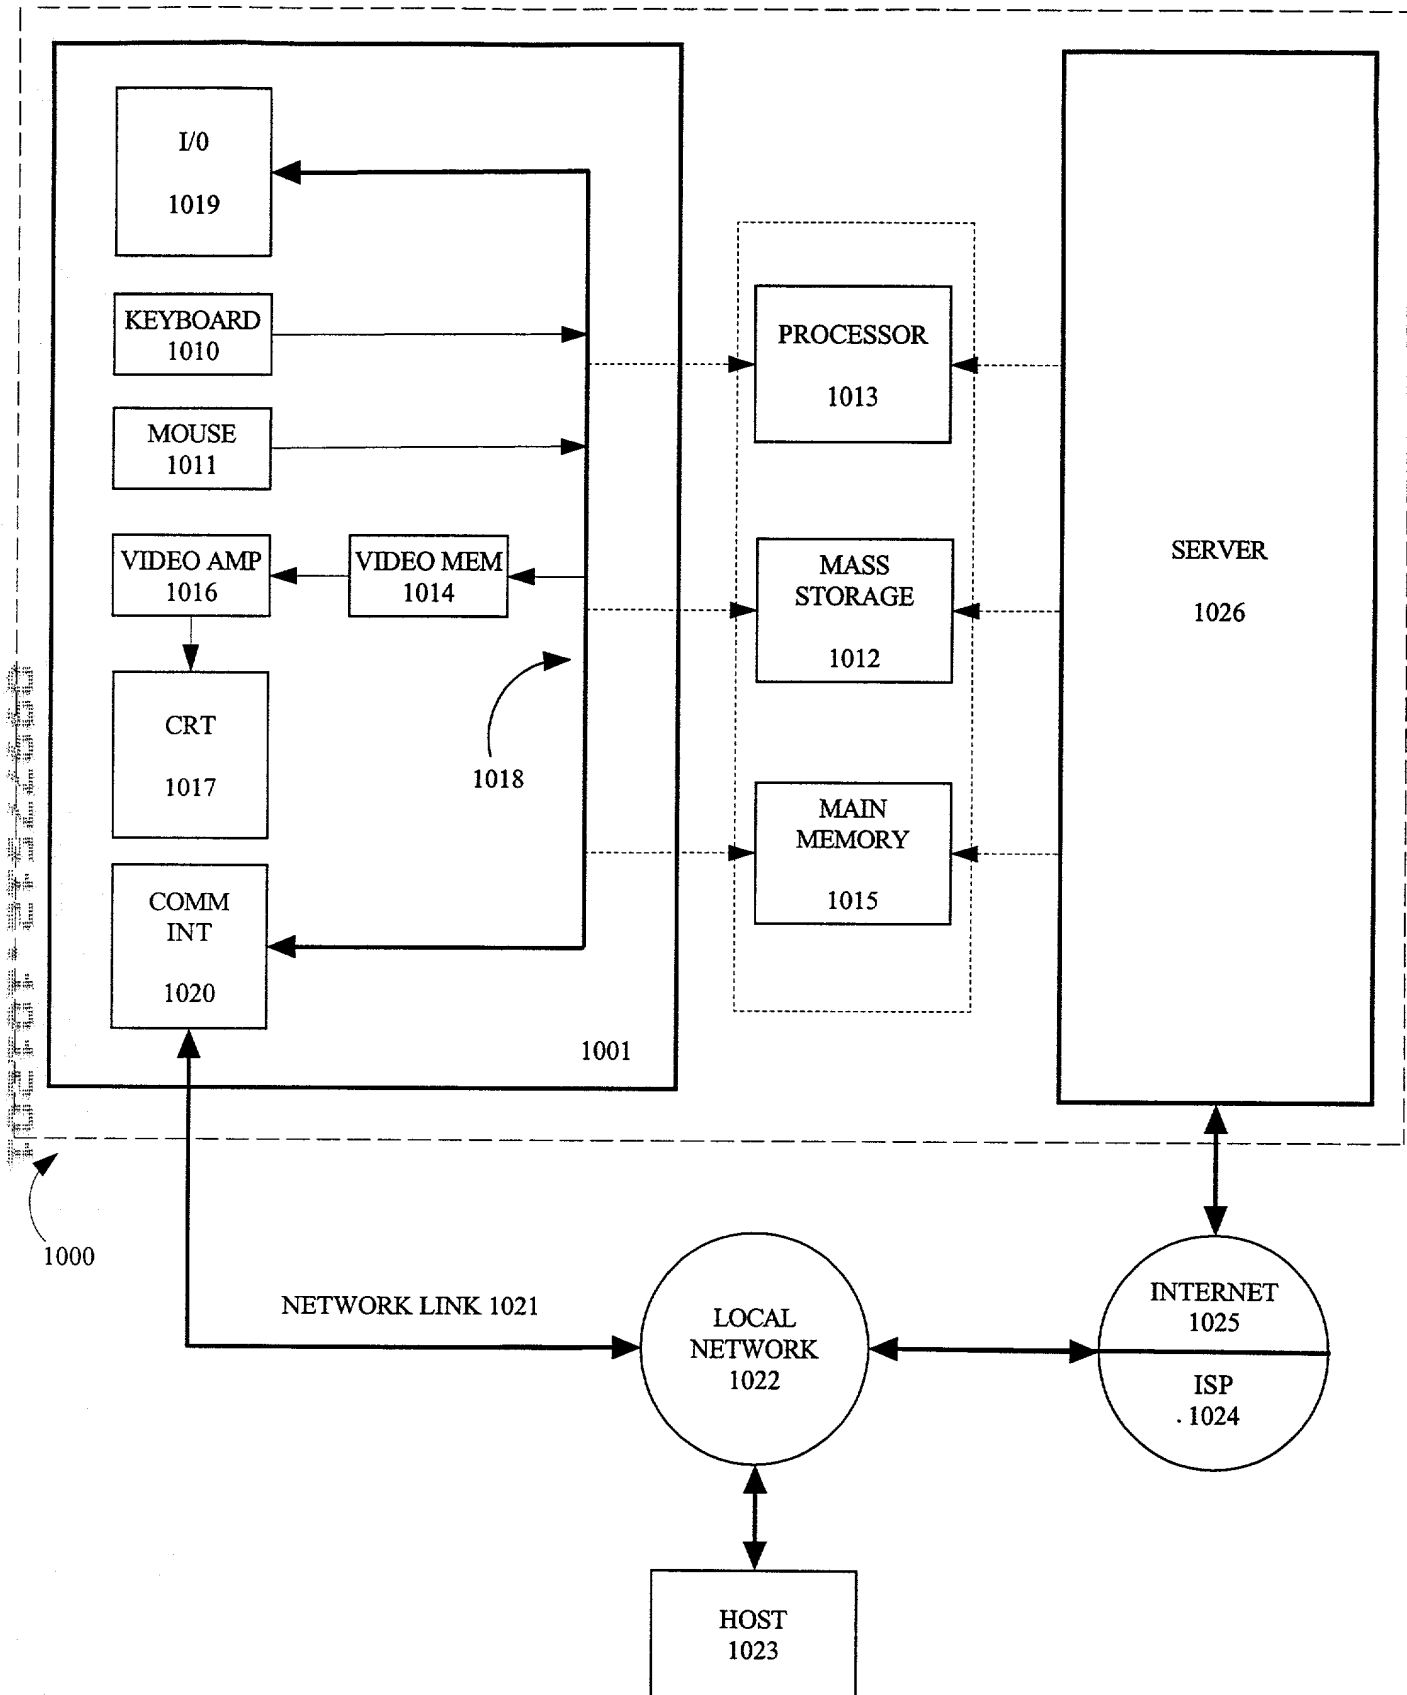 I/0
1019
KEYBOARD
1010
MOUSE
1011
VIDEO AMP
1016
VIDEO MEM
1014
CRT
1017
1018
COMM
INT
1020
1001
PROCESSOR
1013
MASS
STORAGE
1012
MAIN
MEMORY
1015
SERVER
1026
1000
NETWORK LINK 1021
LOCAL
NETWORK
1022
INTERNET
1025
ISP
1024
HOST
1023